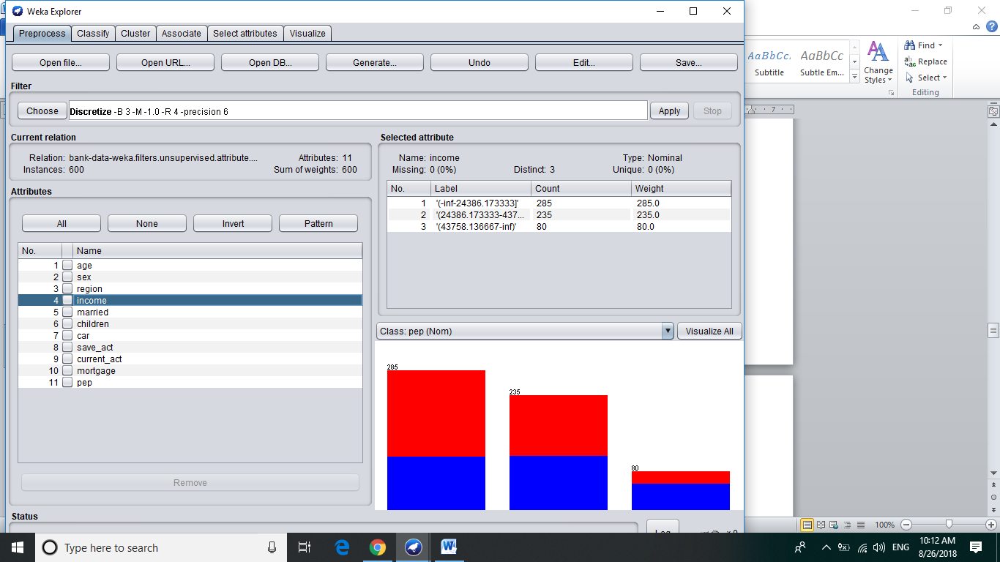 Weka Explorer
Preprocess Classify Cluster Associate Select attributes Visualize
Open file... Open URL... Open DB... Generate... Undo Edit... Save...
Filter
Choose Discretize -B 3 -M -1.0 -R 4 -precision 6 Apply Stop
Current relation
Relation: bank-data-weka.filters.unsupervised.attribute.... Attributes: 11
Instances: 600 Sum of weights: 600
Attributes
All None Invert Pattern
No. Name
1 age
2 sex
3 region
4 income
5 married
6 children
7 car
8 save_act
9 current_act
10 mortgage
11 pep
Remove
Status
Selected attribute
Name: income Type: Nominal
Missing: 0 (0%) Distinct: 3 Unique: 0 (0%)
No. Label Count Weight
1 '(-inf-24386.173333]' 285 285.0
2 '(24386.173333-437... 235 235.0
3 '(43758.136667-inf)' 80 80.0
Class: pep (Nom) Visualize All
285
235
80
AaBbCc. AaBbCc
Subtitle Subtle Em...
Change
Styles
Find
Replace
Select
Editing
7
100%
Type here to search
ENG
10:12 AM
8/26/2018